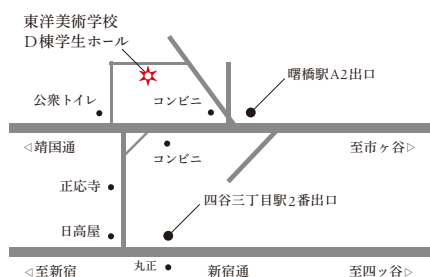 東洋美術学校
D棟学生ホール
曙橋駅A2出口
公衆トイレ
コンビニ
◁靖国通
コンビニ
至市ヶ谷▷
正応寺
四谷三丁目駅2番出口
日高屋
◁至新宿
丸正
新宿通
至四ッ谷▷